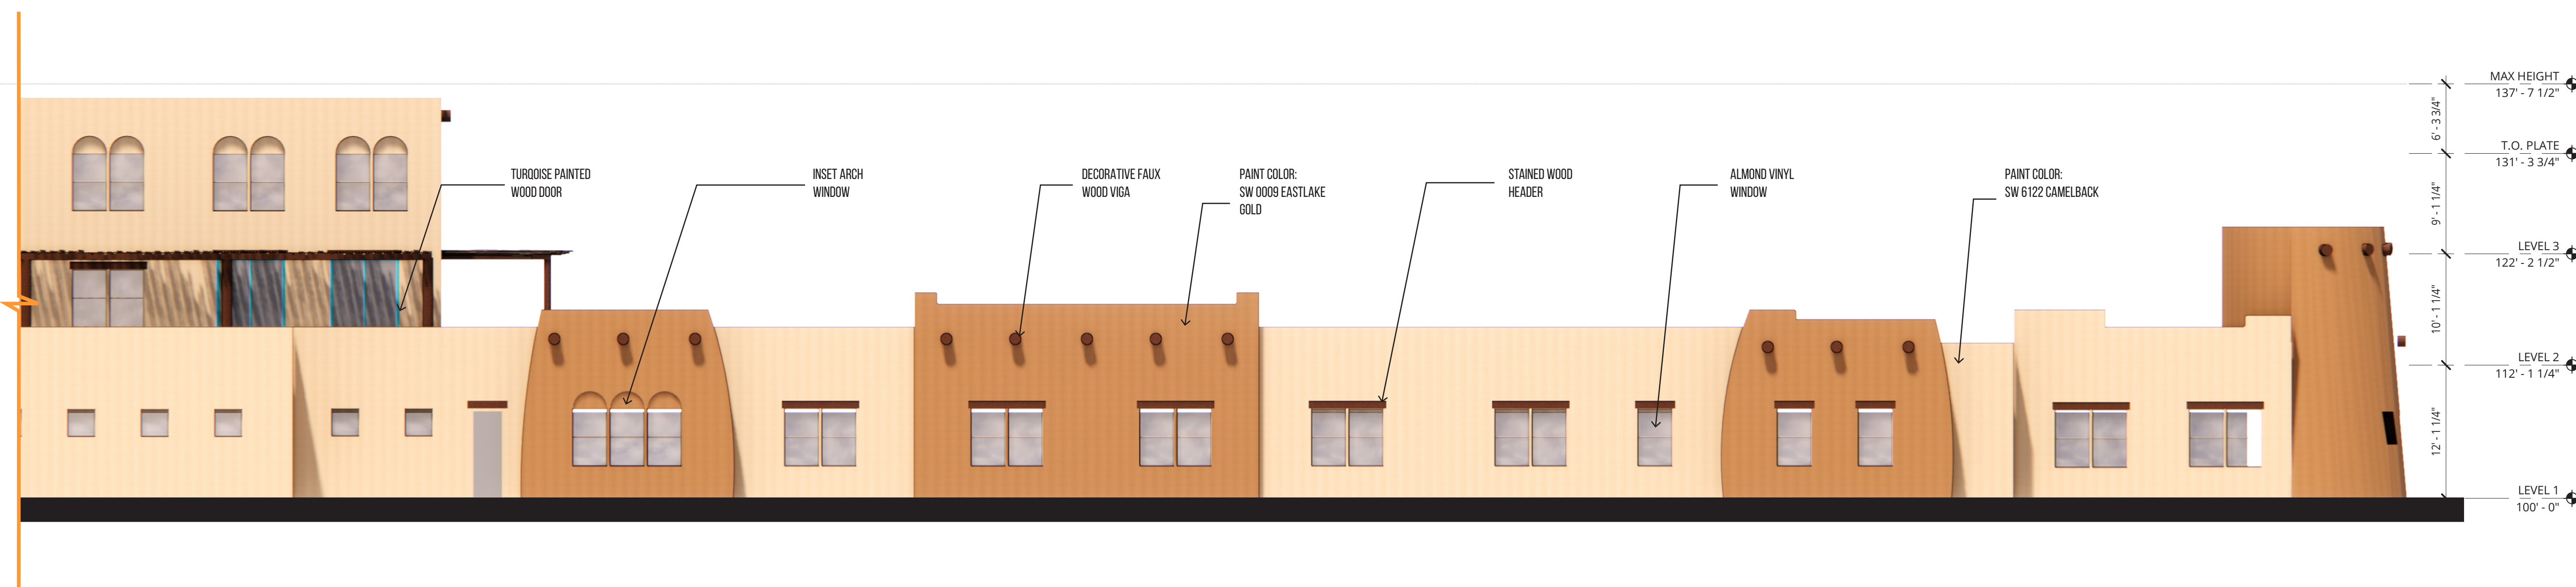 MAX HEIGHT
137' - 7 1/2"
6' - 3 3/4"
T.O. PLATE
131' - 3 3/4"
TURQOISE PAINTED
WOOD DOOR
INSET ARCH
WINDOW
DECORATIVE FAUX
WOOD VIGA
PAINT COLOR:
SW 0009 EASTLAKE
GOLD
STAINED WOOD
HEADER
ALMOND VINYL
WINDOW
PAINT COLOR:
SW 6122 CAMELBACK
9' - 1 1/4"
LEVEL 3
122' - 2 1/2"
10' - 1 1/4"
LEVEL 2
112' - 1 1/4"
12' - 1 1/4"
LEVEL 1
100' - 0"